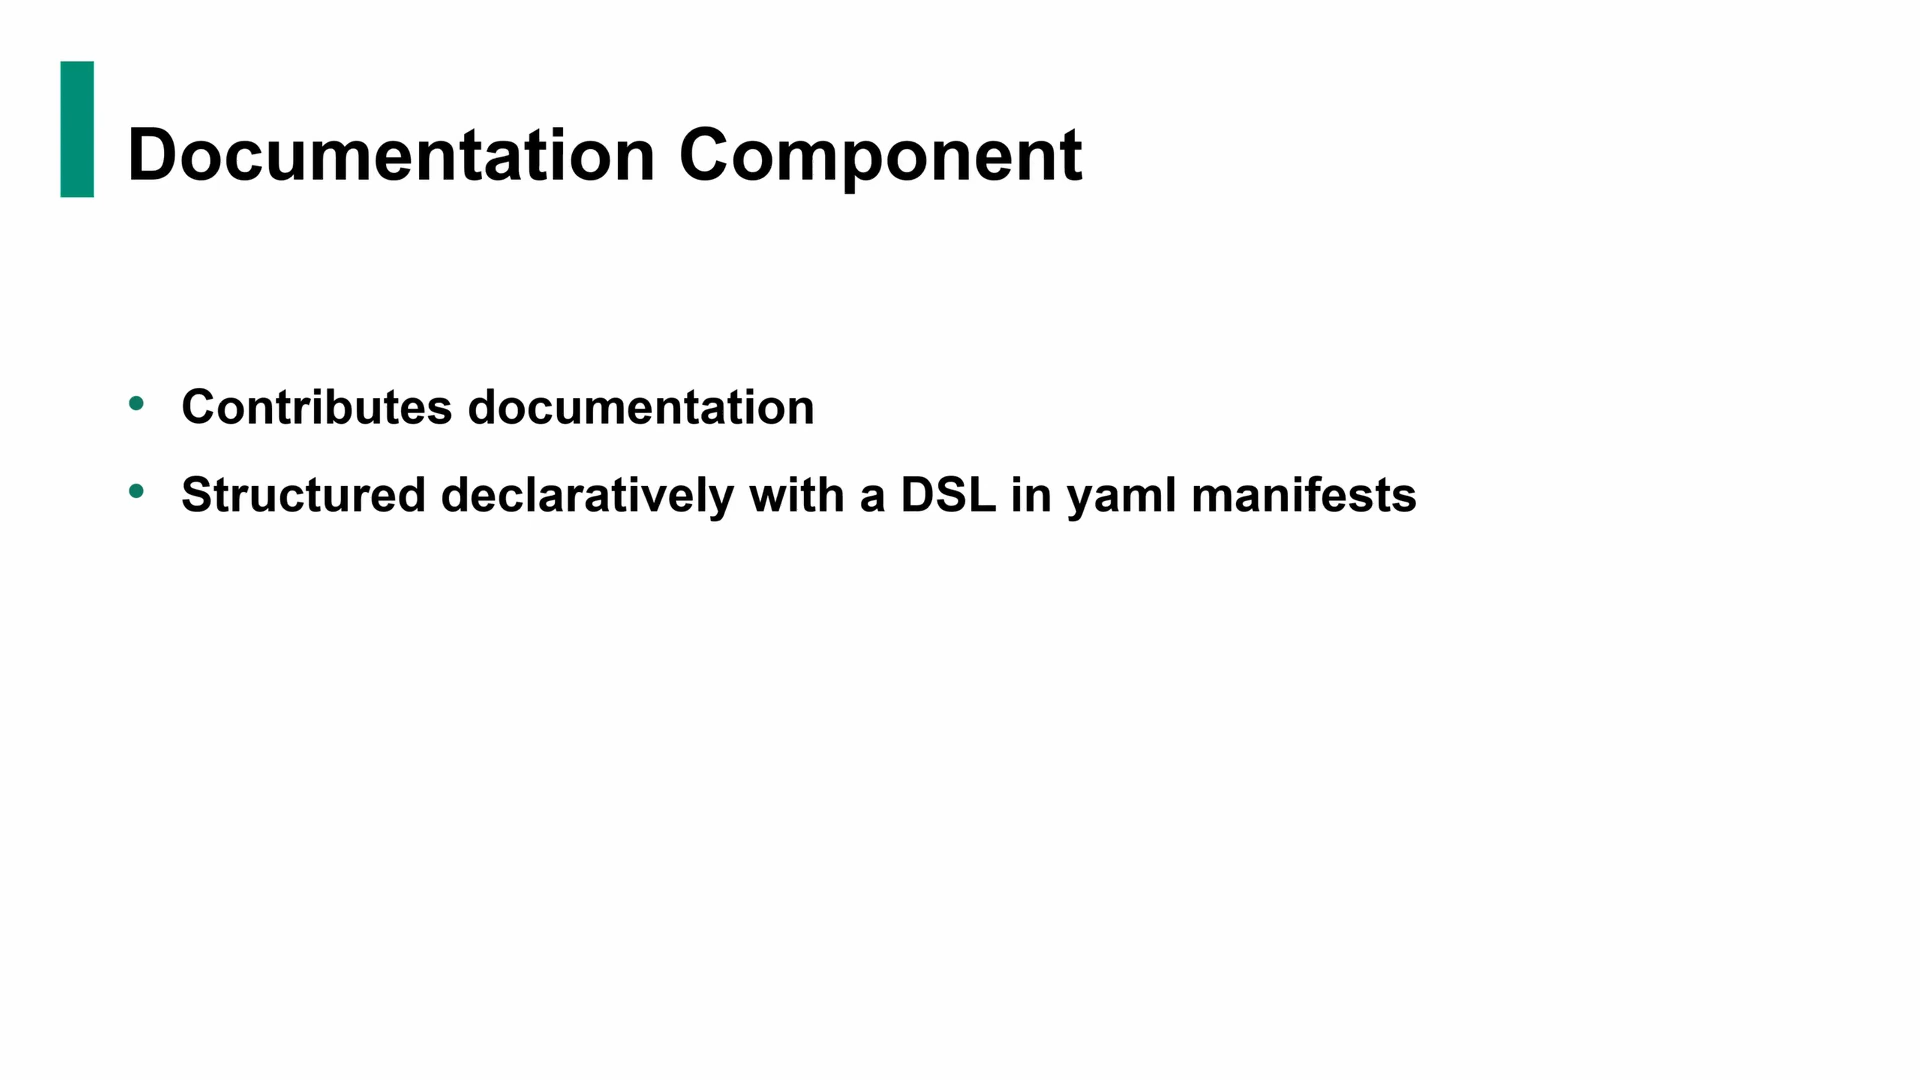 Documentation Component
• Contributes documentation
• Structured declaratively with a DSL in yaml manifests